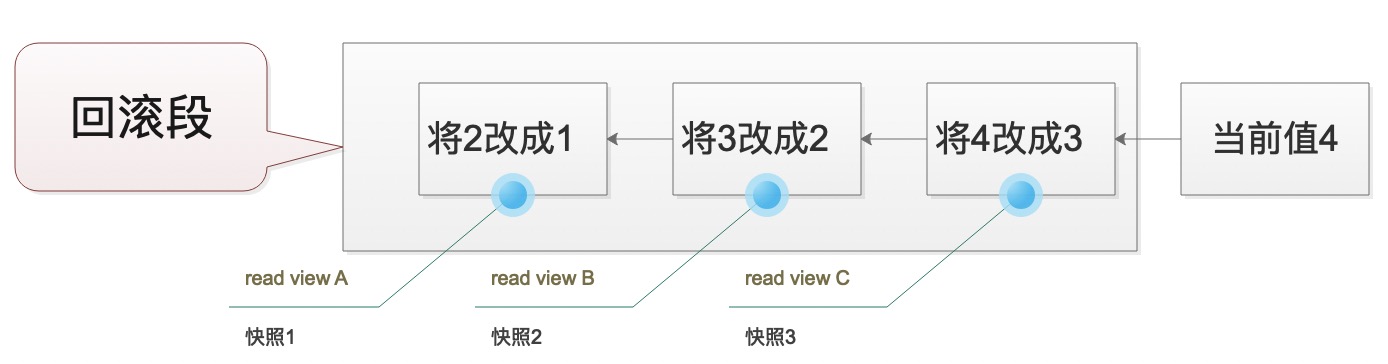 回滚段
将2改成1
将3改成2
将4改成3
当前值4
read view A
read view B
read view C
快照1
快照2
快照3